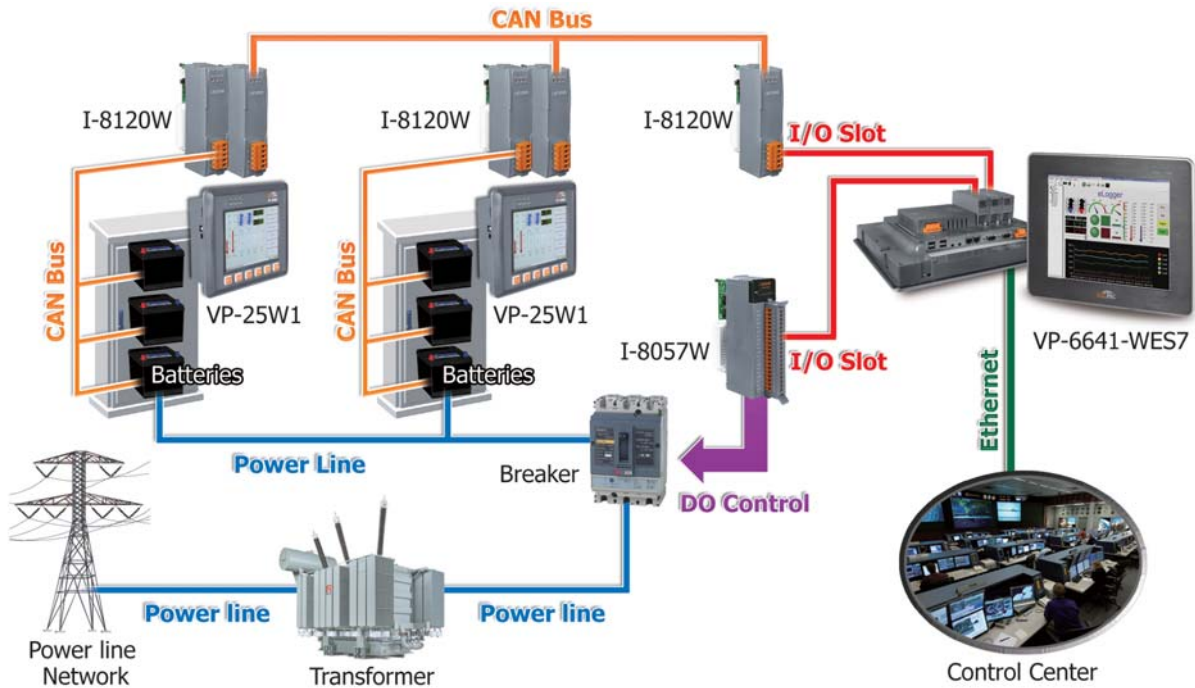 CAN Bus
I-8120W
I-8120W
I-8120W
I/O Slot
CAN Bus
VP-25W1
CAN Bus
VP-25W1
eLogger
VP-6641-WES7
I-8057W
I/O Slot
Batteries
Batteries
Ethernet
Power Line
Breaker
DO Control
Power line
Power line
Power line
Network
Transformer
Control Center